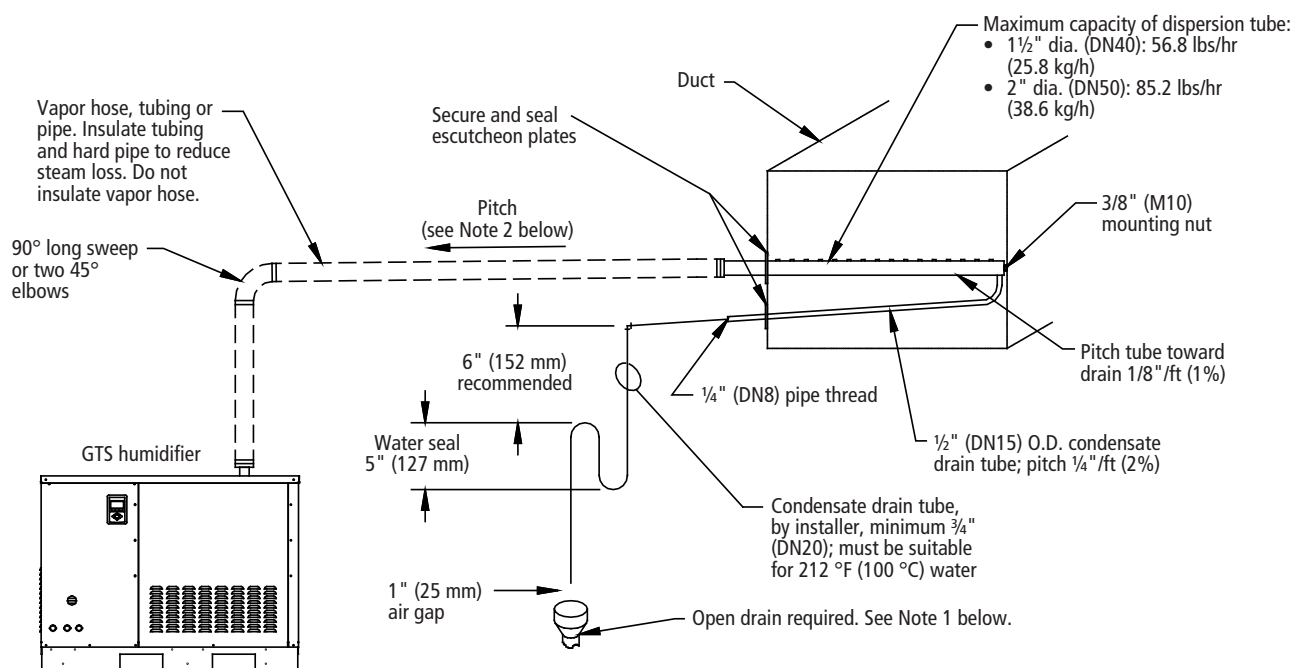 Maximum capacity of dispersion tube:
• 1½" dia. (DN40): 56.8 lbs/hr
(25.8 kg/h)
• 2" dia. (DN50): 85.2 lbs/hr
(38.6 kg/h)
Duct
Vapor hose, tubing or
pipe. Insulate tubing
and hard pipe to reduce
steam loss. Do not
insulate vapor hose.
Secure and seal
escutcheon plates
3/8" (M10)
mounting nut
Pitch
(see Note 2 below)
90° long sweep
or two 45°
elbows
6" (152 mm)
recommended
Pitch tube toward
drain 1/8"/ft (1%)
¼" (DN8) pipe thread
Water seal
5" (127 mm)
GTS humidifier
½" (DN15) O.D. condensate
drain tube; pitch ¼"/ft (2%)
Condensate drain tube,
by installer, minimum ¾"
(DN20); must be suitable
for 212 °F (100 °C) water
1" (25 mm)
air gap
Open drain required. See Note 1 below.